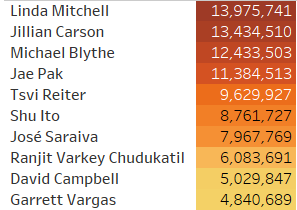 Linda Mitchell 13,975,741
Jillian Carson 13,434,510
Michael Blythe 12,433,503
Jae Pak 11,384,513
Tsvi Reiter 9,629,927
Shu Ito 8,761,727
José Saraiva 7,967,769
Ranjit Varkey Chudukatil 6,083,691
David Campbell 5,029,847
Garrett Vargas 4,840,689